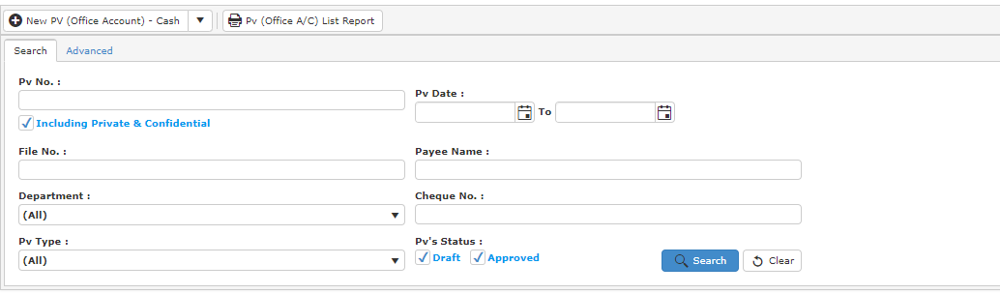 New PV (Office Account) - Cash
Pv (Office A/C) List Report
Search
Advanced
Pv No. :
Including Private & Confidential
Pv Date :
To
File No. :
Payee Name :
Department :
(All)
Cheque No. :
Pv Type :
(All)
Pv's Status :
Draft
Approved
Search
Clear